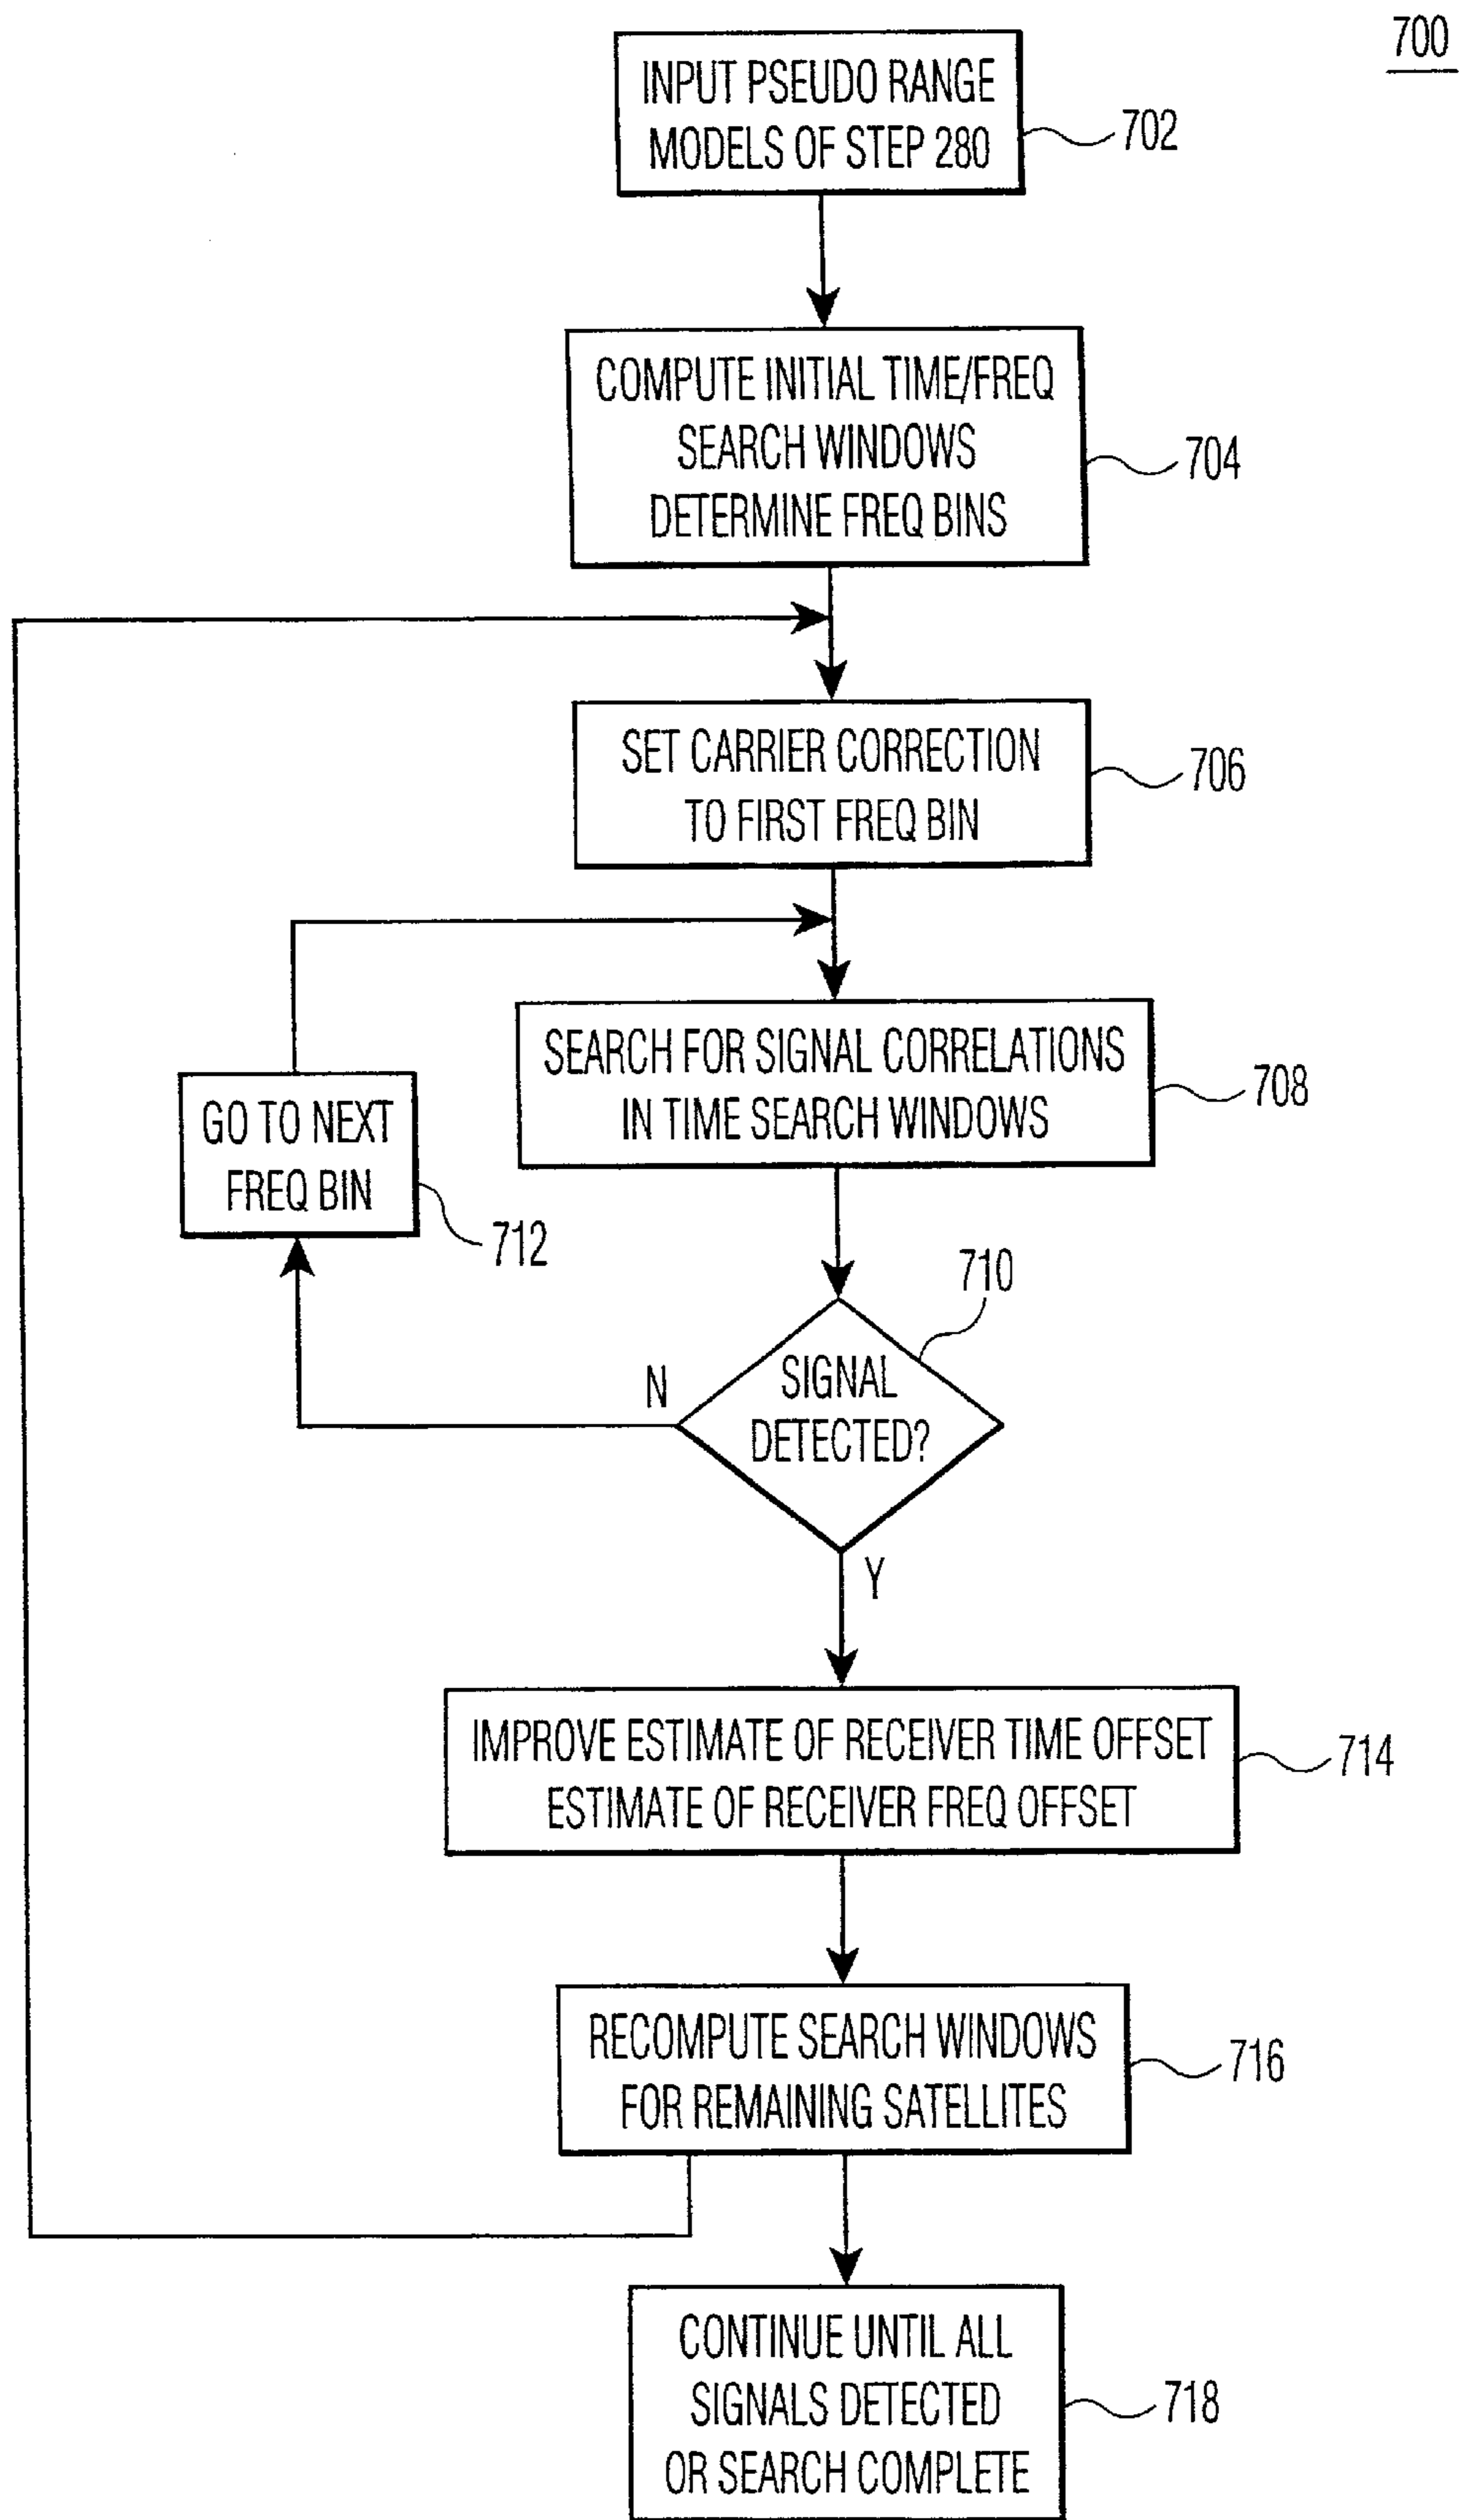 700
INPUT PSEUDO RANGE
MODELS OF STEP 280
702
COMPUTE INITIAL TIME/FREQ
SEARCH WINDOWS
DETERMINE FREQ BINS
704
SET CARRIER CORRECTION
TO FIRST FREQ BIN
706
SEARCH FOR SIGNAL CORRELATIONS
IN TIME SEARCH WINDOWS
708
GO TO NEXT
FREQ BIN
712
710
SIGNAL
DETECTED?
N
Y
IMPROVE ESTIMATE OF RECEIVER TIME OFFSET
ESTIMATE OF RECEIVER FREQ OFFSET
714
RECOMPUTE SEARCH WINDOWS
FOR REMAINING SATELLITES
716
CONTINUE UNTIL ALL
SIGNALS DETECTED
OR SEARCH COMPLETE
718